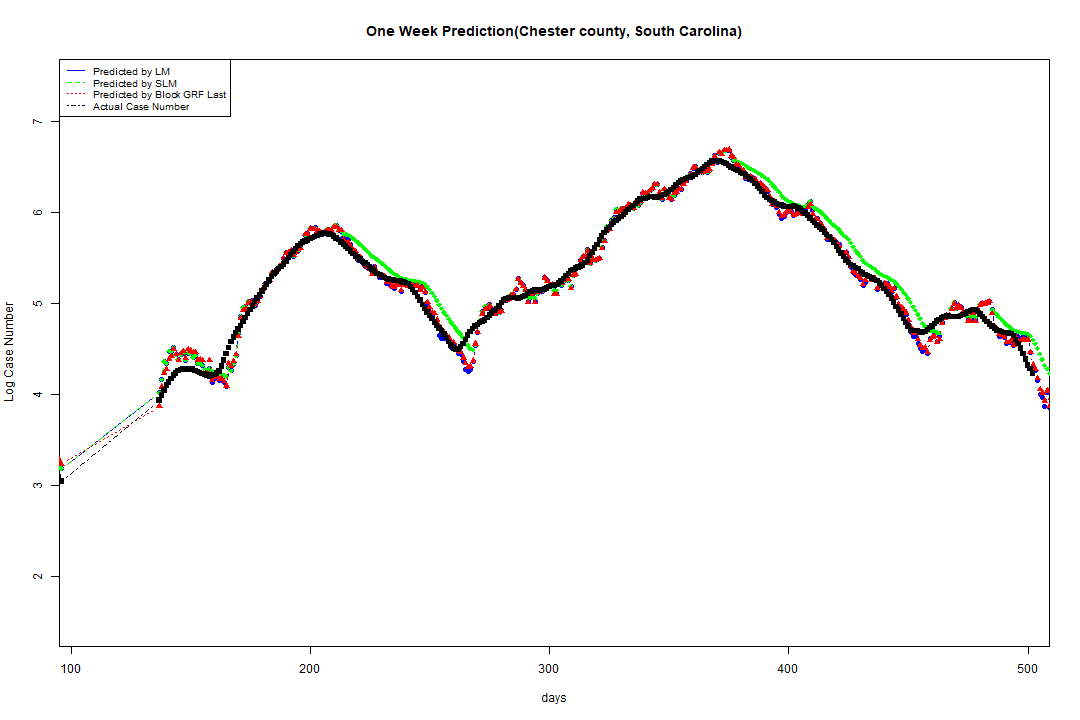 One Week Prediction(Chester county, South Carolina)
Predicted by LM
Predicted by SLM
Predicted by Block GRF Last
Actual Case Number
7
6
5
4
3
2
Log Case Number
100 200 300 400 500
days